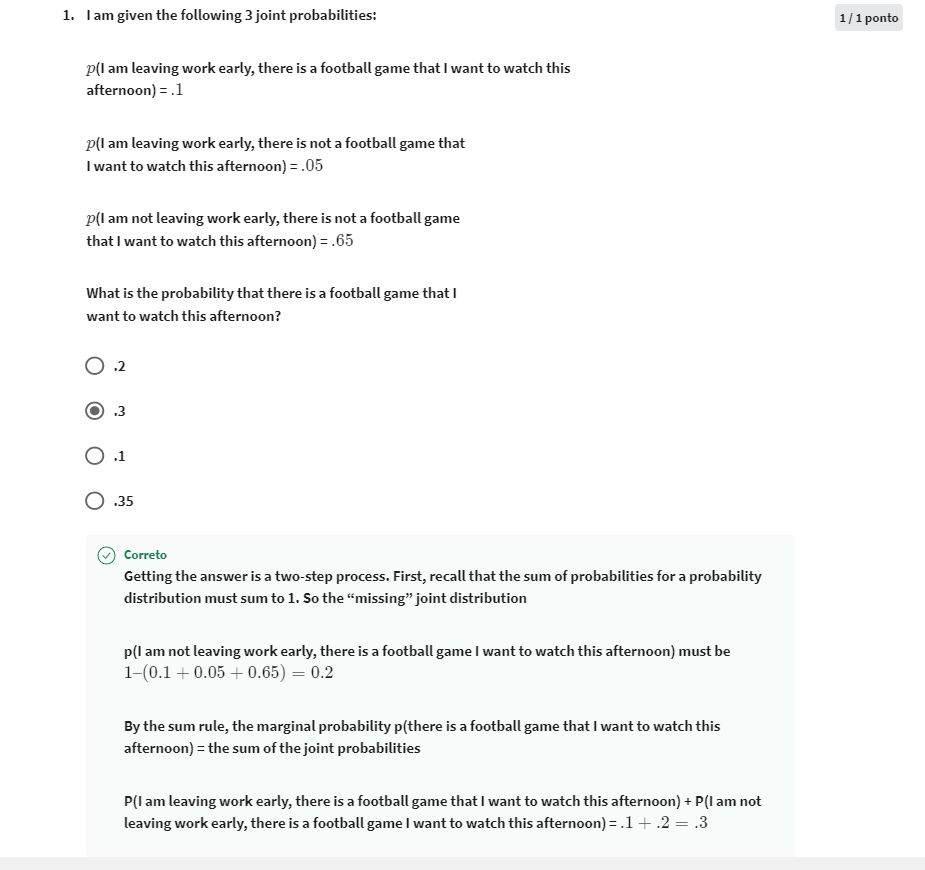 1. I am given the following 3 joint probabilities:
1 / 1 ponto
p(I am leaving work early, there is a football game that I want to watch this
afternoon) = .1
p(I am leaving work early, there is not a football game that
I want to watch this afternoon) = .05
p(I am not leaving work early, there is not a football game
that I want to watch this afternoon) = .65
What is the probability that there is a football game that I
want to watch this afternoon?
.2
.3
.1
.35
Correto
Getting the answer is a two-step process. First, recall that the sum of probabilities for a probability
distribution must sum to 1. So the “missing” joint distribution
p(I am not leaving work early, there is a football game I want to watch this afternoon) must be
1–(0.1 + 0.05 + 0.65) = 0.2
By the sum rule, the marginal probability p(there is a football game that I want to watch this
afternoon) = the sum of the joint probabilities
P(I am leaving work early, there is a football game that I want to watch this afternoon) + P(I am not
leaving work early, there is a football game I want to watch this afternoon) = .1 + .2 = .3